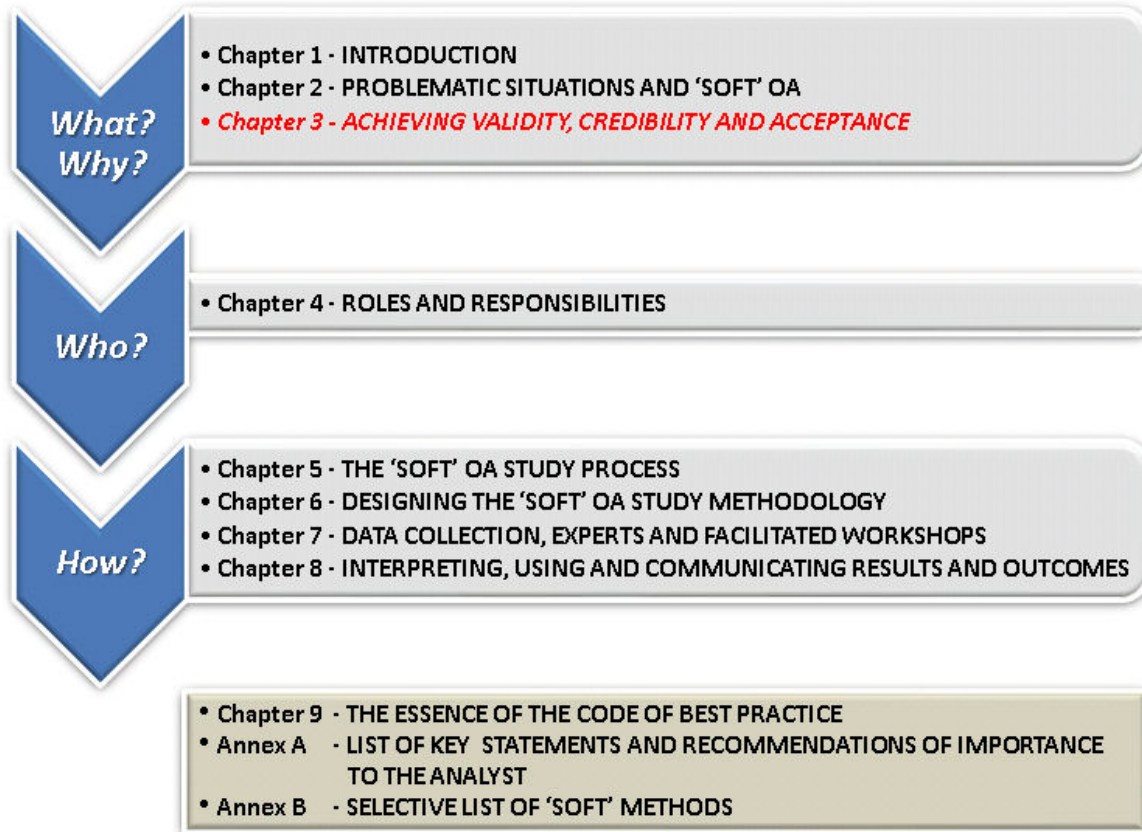 What?
Why?
• Chapter 1 - INTRODUCTION
• Chapter 2 - PROBLEMATIC SITUATIONS AND ‘SOFT’ OA
• Chapter 3 - ACHIEVING VALIDITY, CREDIBILITY AND ACCEPTANCE
Who?
• Chapter 4 - ROLES AND RESPONSIBILITIES
How?
• Chapter 5 - THE ‘SOFT’ OA STUDY PROCESS
• Chapter 6 - DESIGNING THE ‘SOFT’ OA STUDY METHODOLOGY
• Chapter 7 - DATA COLLECTION, EXPERTS AND FACILITATED WORKSHOPS
• Chapter 8 - INTERPRETING, USING AND COMMUNICATING RESULTS AND OUTCOMES
• Chapter 9 - THE ESSENCE OF THE CODE OF BEST PRACTICE
• Annex A - LIST OF KEY STATEMENTS AND RECOMMENDATIONS OF IMPORTANCE
TO THE ANALYST
• Annex B - SELECTIVE LIST OF ‘SOFT’ METHODS